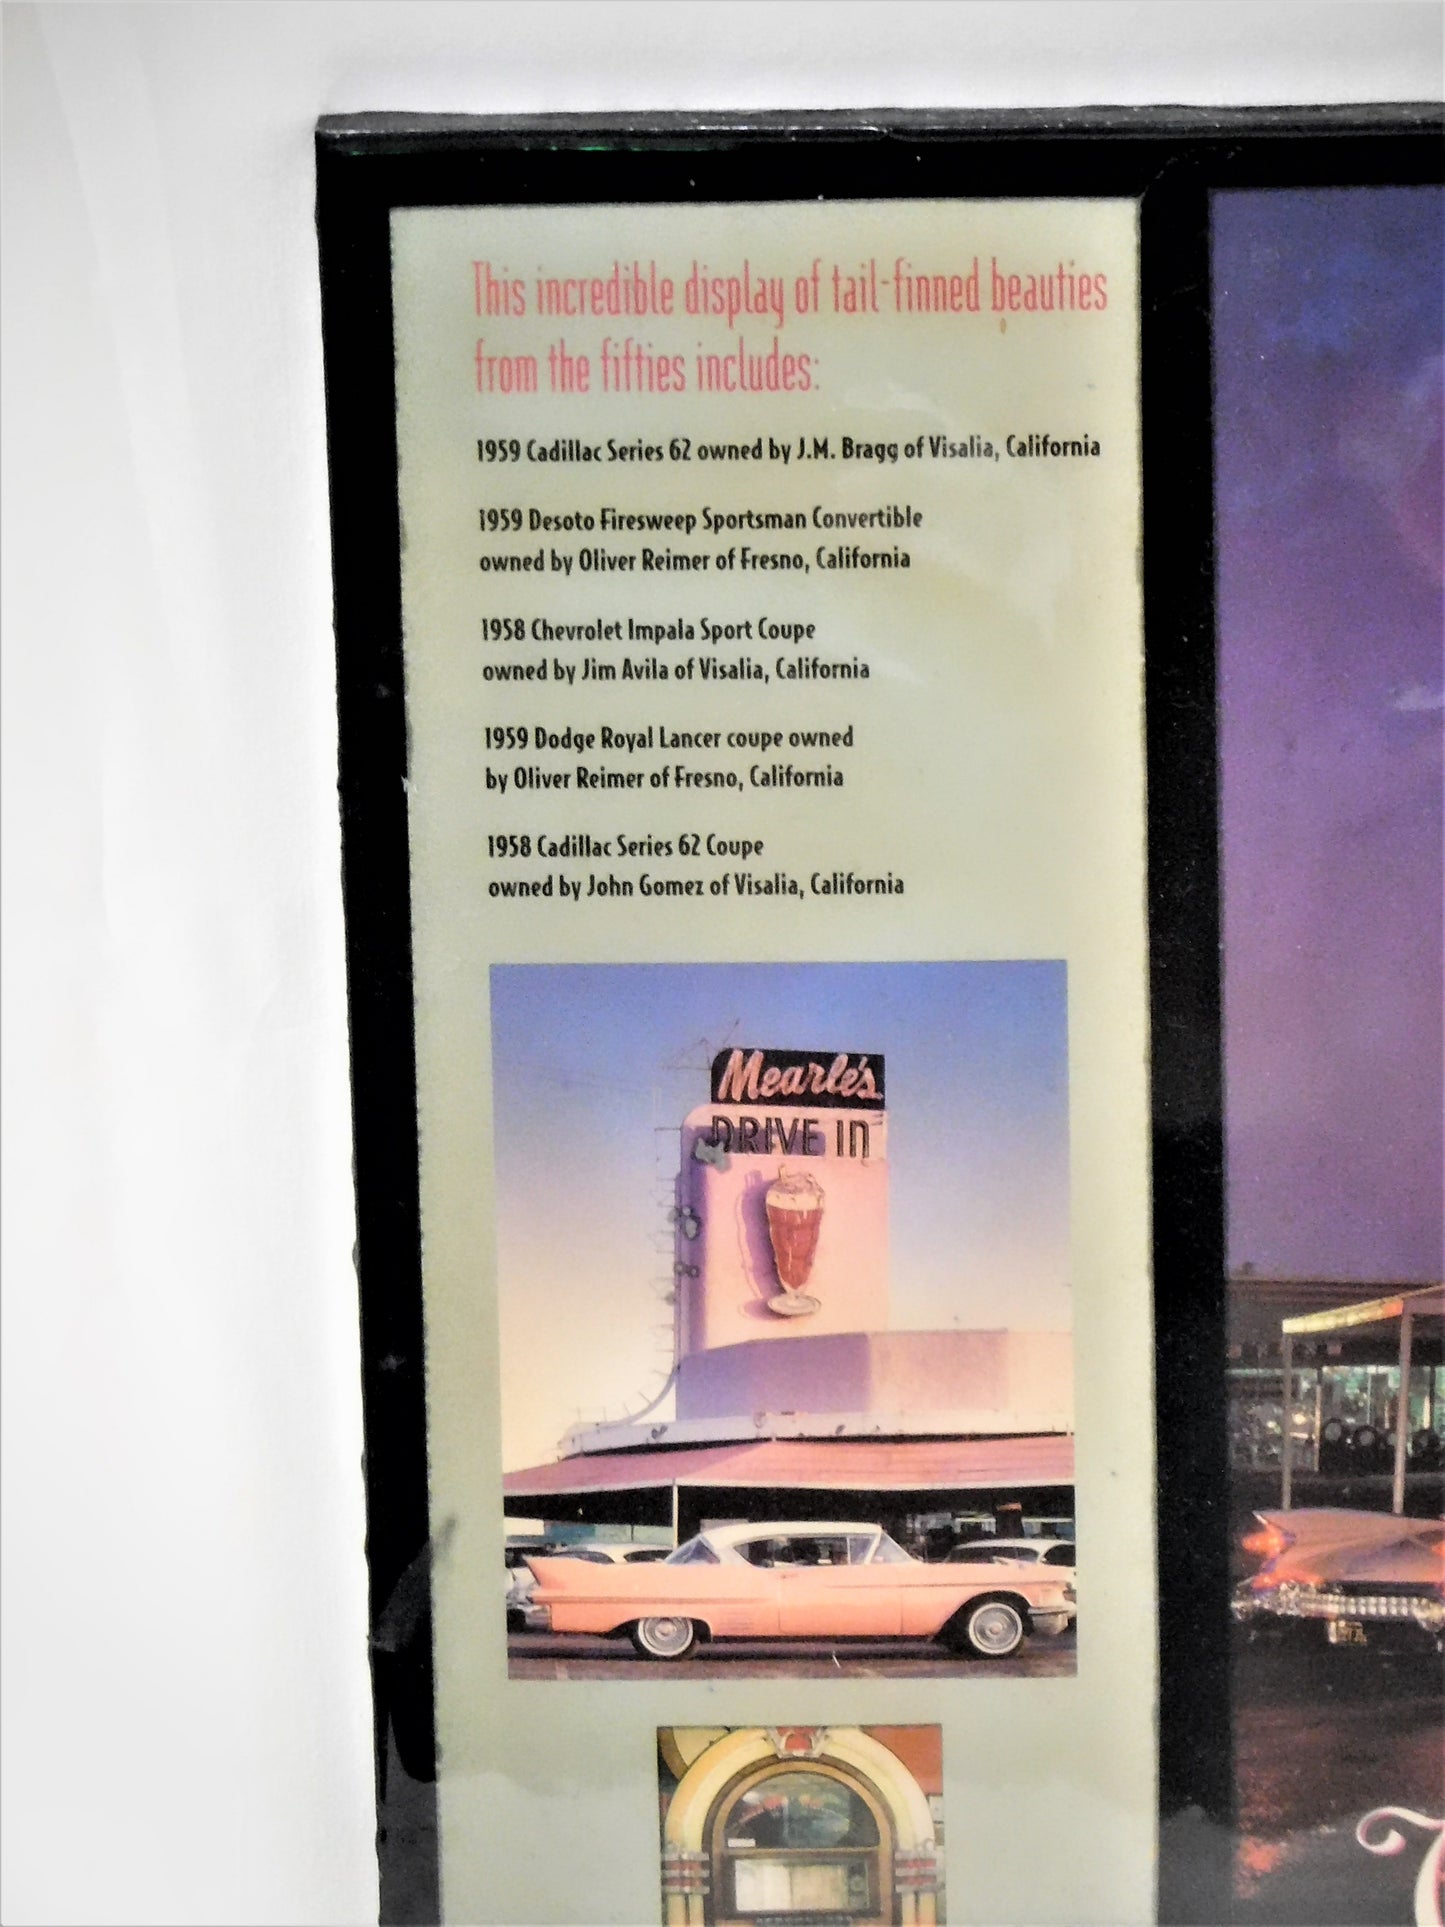 This incredible display of tail-finned beauties
from the fifties includes:
1959 Cadillac Series 62 owned by J.M. Bragg of Visalia, California
1959 Desoto Firesweep Sportsman Convertible
owned by Oliver Reimer of Fresno, California
1958 Chevrolet Impala Sport Coupe
owned by Jim Avila of Visalia, California
1959 Dodge Royal Lancer coupe owned
by Oliver Reimer of Fresno, California
1958 Cadillac Series 62 Coupe
owned by John Gomez of Visalia, California
Mearle's
DRIVE IN